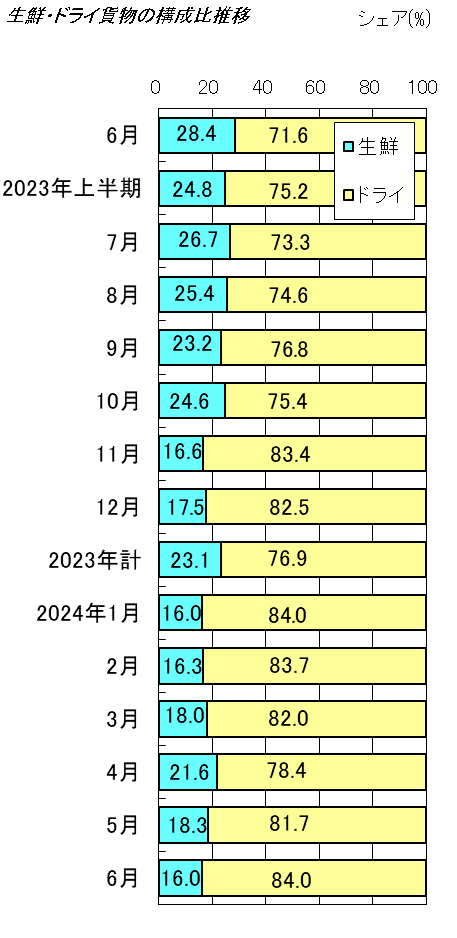 生鮮・ドライ貨物の構成比推移
シェア(%)
0 20 40 60 80 100
6月 28.4 71.6
生鮮
2023年上半期 24.8 75.2
ドライ
7月 26.7 73.3
8月 25.4 74.6
9月 23.2 76.8
10月 24.6 75.4
11月 16.6 83.4
12月 17.5 82.5
2023年計 23.1 76.9
2024年1月 16.0 84.0
2月 16.3 83.7
3月 18.0 82.0
4月 21.6 78.4
5月 18.3 81.7
6月 16.0 84.0